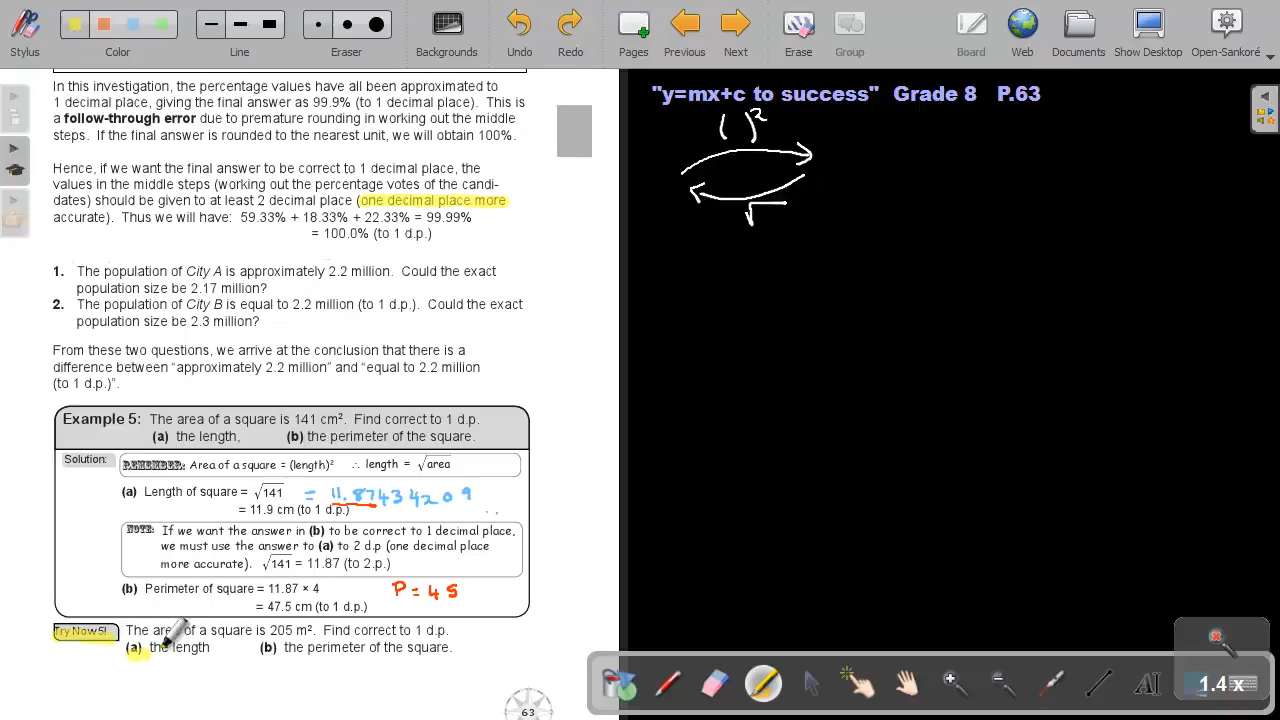 Stylus Color Line Eraser Backgrounds Undo Redo Pages Previous Next Erase Group Board Web Documents Show Desktop Open-Sankoré
In this investigation, the percentage values have all been approximated to
1 decimal place, giving the final answer as 99.9% (to 1 decimal place). This is
a follow-through error due to premature rounding in working out the middle
steps. If the final answer is rounded to the nearest unit, we will obtain 100%.
Hence, if we want the final answer to be correct to 1 decimal place, the
values in the middle steps (working out the percentage votes of the candi-
dates) should be given to at least 2 decimal place (one decimal place more
accurate). Thus we will have: 59.33% + 18.33% + 22.33% = 99.99%
= 100.0% (to 1 d.p.)
1. The population of City A is approximately 2.2 million. Could the exact
population size be 2.17 million?
2. The population of City B is equal to 2.2 million (to 1 d.p.). Could the exact
population size be 2.3 million?
From these two questions, we arrive at the conclusion that there is a
difference between “approximately 2.2 million” and “equal to 2.2 million
(to 1 d.p.)”.
Example 5: The area of a square is 141 cm². Find correct to 1 d.p.
(a) the length, (b) the perimeter of the square.
Solution: REMEMBER: Area of a square = (length)² ∴ length = √area
(a) Length of square = √141 = 11.87434209 ..
= 11.9 cm (to 1 d.p.)
NOTE: If we want the answer in (b) to be correct to 1 decimal place,
we must use the answer to (a) to 2 d.p (one decimal place
more accurate). √141 = 11.87 (to 2.p.)
(b) Perimeter of square = 11.87 × 4 P = 4S
= 47.5 cm (to 1 d.p.)
Try Now 5! The area of a square is 205 m². Find correct to 1 d.p.
(a) the length (b) the perimeter of the square.
63
"y=mx+c to success" Grade 8 P.63
( )²
√
1.4 x